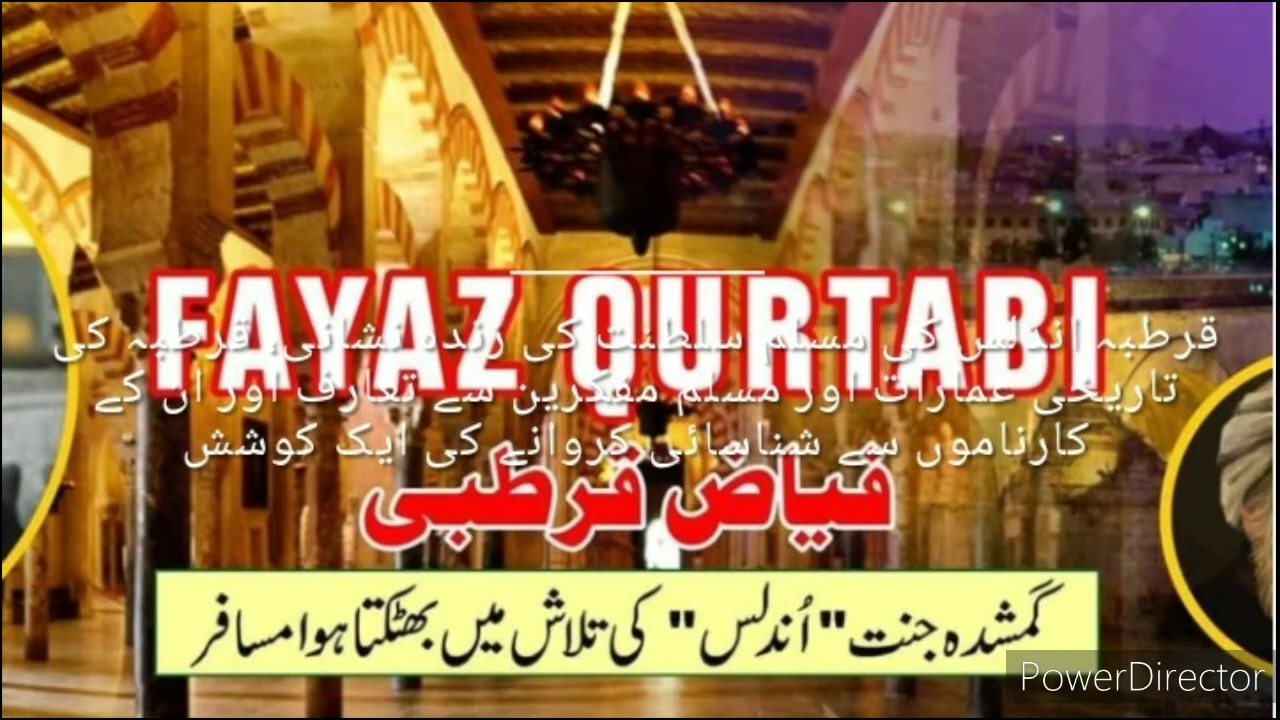 FAYAZ QURTABI
قرطبہ اندلس کی مسلم سلطنت کی زندہ نشانی، قرطبہ کی
تاریخی عمارات اور مسلم مفکرین سے تعارف اور ان کے
کارناموں سے شناسائی کروانے کی ایک کوشش
فیاض قرطبی
گمشدہ جنت "اُندلس" کی تلاش میں بھٹکتا ہوا مسافر
PowerDirector